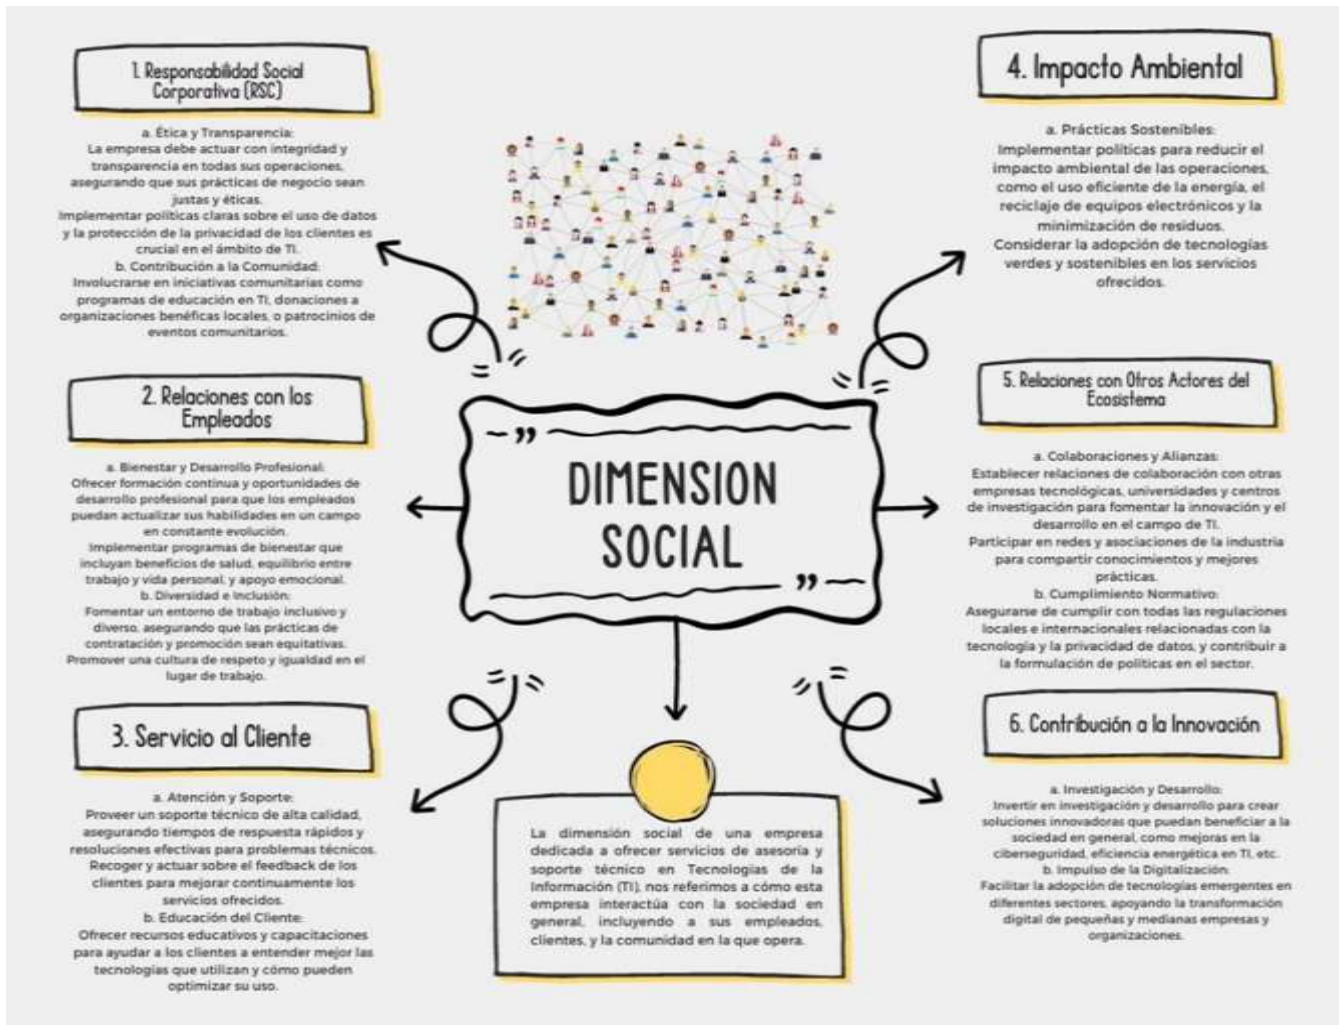 1. Responsabilidad Social
Corporativa (RSC)
a. Ética y Transparencia:
La empresa debe actuar con integridad y
transparencia en todas sus operaciones,
asegurando que sus prácticas de negocio sean
justas y éticas.
Implementar políticas claras sobre el uso de datos
y la protección de la privacidad de los clientes es
crucial en el ámbito de TI.
b. Contribución a la Comunidad:
Involucrarse en iniciativas comunitarias como
programas de educación en TI, donaciones a
organizaciones benéficas locales, o patrocinios de
eventos comunitarios.
2. Relaciones con los
Empleados
a. Bienestar y Desarrollo Profesional:
Ofrecer formación continua y oportunidades de
desarrollo profesional para que los empleados
puedan actualizar sus habilidades en un campo
en constante evolución.
Implementar programas de bienestar que
incluyan beneficios de salud, equilibrio entre
trabajo y vida personal, y apoyo emocional.
b. Diversidad e Inclusión:
Fomentar un entorno de trabajo inclusivo y
diverso, asegurando que las prácticas de
contratación y promoción sean equitativas.
Promover una cultura de respeto y igualdad en el
lugar de trabajo.
3. Servicio al Cliente
a. Atención y Soporte:
Proveer un soporte técnico de alta calidad,
asegurando tiempos de respuesta rápidos y
resoluciones efectivas para problemas técnicos.
Recoger y actuar sobre el feedback de los
clientes para mejorar continuamente los
servicios ofrecidos.
b. Educación del Cliente:
Ofrecer recursos educativos y capacitaciones
para ayudar a los clientes a entender mejor las
tecnologías que utilizan y cómo pueden
optimizar su uso.
DIMENSION
SOCIAL
La dimensión social de una empresa
dedicada a ofrecer servicios de asesoría y
soporte técnico en Tecnologías de la
Información (TI), nos referimos a cómo esta
empresa interactúa con la sociedad en
general, incluyendo a sus empleados,
clientes, y la comunidad en la que opera.
4. Impacto Ambiental
a. Prácticas Sostenibles:
Implementar políticas para reducir el
impacto ambiental de las operaciones,
como el uso eficiente de la energía, el
reciclaje de equipos electrónicos y la
minimización de residuos.
Considerar la adopción de tecnologías
verdes y sostenibles en los servicios
ofrecidos.
5. Relaciones con Otros Actores del
Ecosistema
a. Colaboraciones y Alianzas:
Establecer relaciones de colaboración con otras
empresas tecnológicas, universidades y centros
de investigación para fomentar la innovación y el
desarrollo en el campo de TI.
Participar en redes y asociaciones de la industria
para compartir conocimientos y mejores
prácticas.
b. Cumplimiento Normativo:
Asegurarse de cumplir con todas las regulaciones
locales e internacionales relacionadas con la
tecnología y la privacidad de datos, y contribuir a
la formulación de políticas en el sector.
6. Contribución a la Innovación
a. Investigación y Desarrollo:
Invertir en investigación y desarrollo para crear
soluciones innovadoras que puedan beneficiar a la
sociedad en general, como mejoras en la
ciberseguridad, eficiencia energética en TI, etc.
b. Impulso de la Digitalización:
Facilitar la adopción de tecnologías emergentes en
diferentes sectores, apoyando la transformación
digital de pequeñas y medianas empresas y
organizaciones.